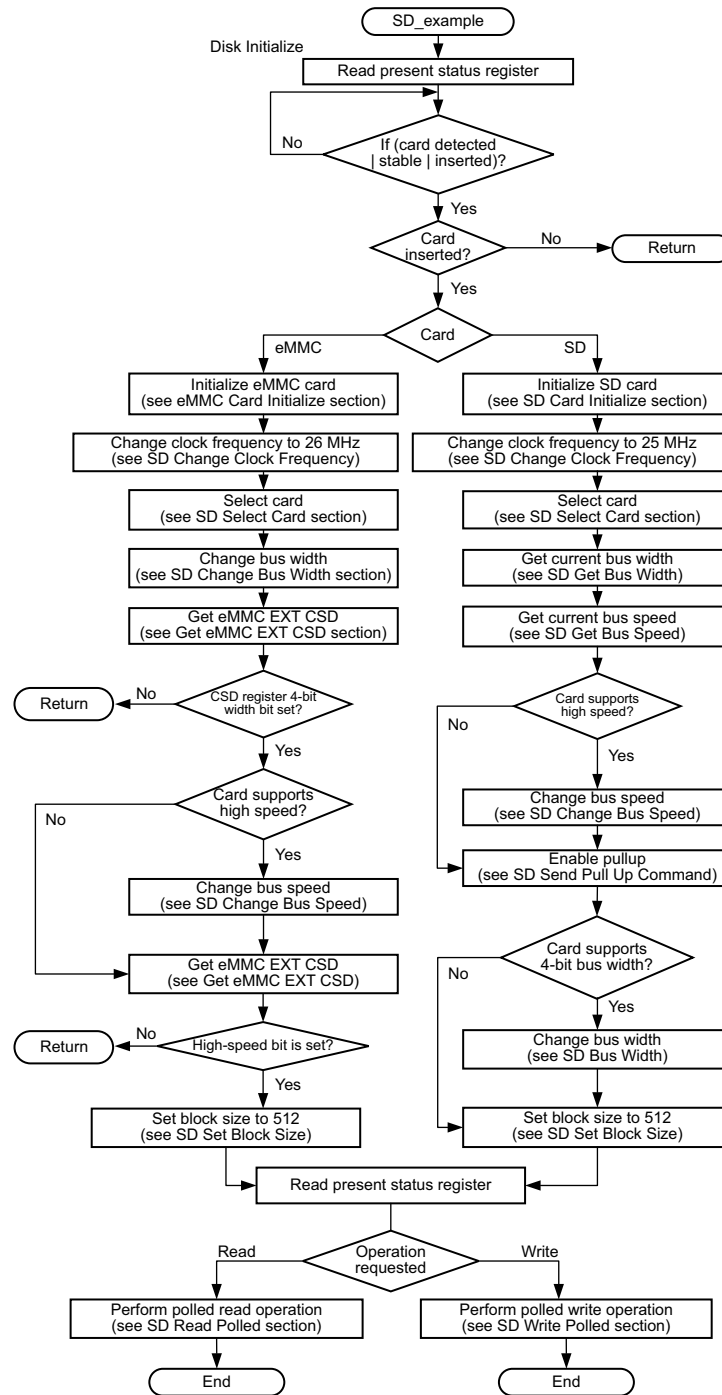 SD_example
Disk Initialize
Read present status register
No
If (card detected
| stable | inserted)?
Yes
Card
inserted?
No
Return
Yes
Card
eMMC
SD
Initialize eMMC card
(see eMMC Card Initialize section)
Initialize SD card
(see SD Card Initialize section)
Change clock frequency to 26 MHz
(see SD Change Clock Frequency)
Change clock frequency to 25 MHz
(see SD Change Clock Frequency)
Select card
(see SD Select Card section)
Select card
(see SD Select Card section)
Change bus width
(see SD Change Bus Width section)
Get current bus width
(see SD Get Bus Width)
Get eMMC EXT CSD
(see Get eMMC EXT CSD section)
Get current bus speed
(see SD Get Bus Speed)
Return
No
CSD register 4-bit
width bit set?
Yes
Card supports
high speed?
No
Yes
Card supports
high speed?
No
Yes
Change bus speed
(see SD Change Bus Speed)
Enable pullup
(see SD Send Pull Up Command)
Change bus speed
(see SD Change Bus Speed)
Get eMMC EXT CSD
(see Get eMMC EXT CSD)
Card supports
4-bit bus width?
No
Yes
Return
No
High-speed bit is set?
Yes
Change bus width
(see SD Bus Width)
Set block size to 512
(see SD Set Block Size)
Set block size to 512
(see SD Set Block Size)
Read present status register
Read
Operation
requested
Write
Perform polled read operation
(see SD Read Polled section)
Perform polled write operation
(see SD Write Polled section)
End
End